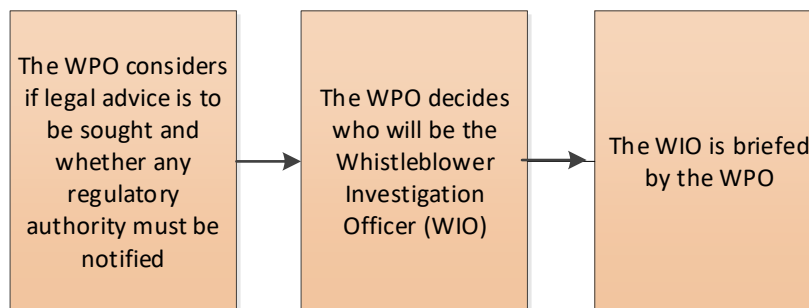 The WPO considers
if legal advice is to
be sought and
whether any
regulatory
authority must be
notified
The WPO decides
who will be the
Whistleblower
Investigation
Officer (WIO)
The WIO is briefed
by the WPO